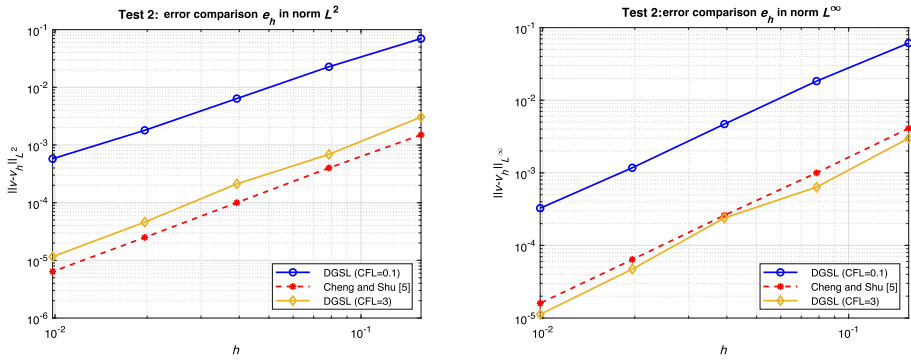 Test 2: error comparison e_h in norm L^2
10^-1
10^-2
10^-3
10^-4
10^-5
10^-6
||v-v_h||_L^2
DGSL (CFL=0.1)
Cheng and Shu [5]
DGSL (CFL=3)
10^-2
10^-1
h
Test 2:error comparison e_h in norm L^∞
10^-1
10^-2
10^-3
10^-4
10^-5
||v-v_h||_L^∞
DGSL (CFL=0.1)
Cheng and Shu [5]
DGSL (CFL=3)
10^-2
10^-1
h